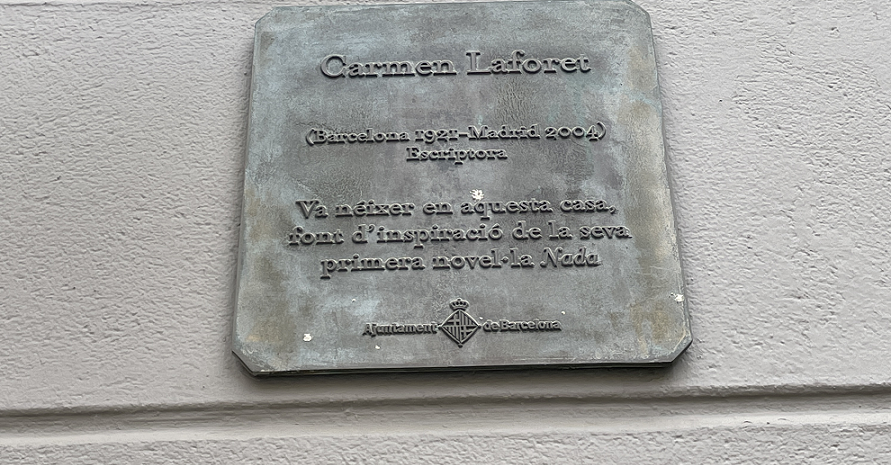 Carmen Laforet
(Barcelona 1921–Madrid 2004)
Escriptora
Va néixer en aquesta casa,
font d'inspiració de la seva
primera novel·la Nada
Ajuntament de Barcelona